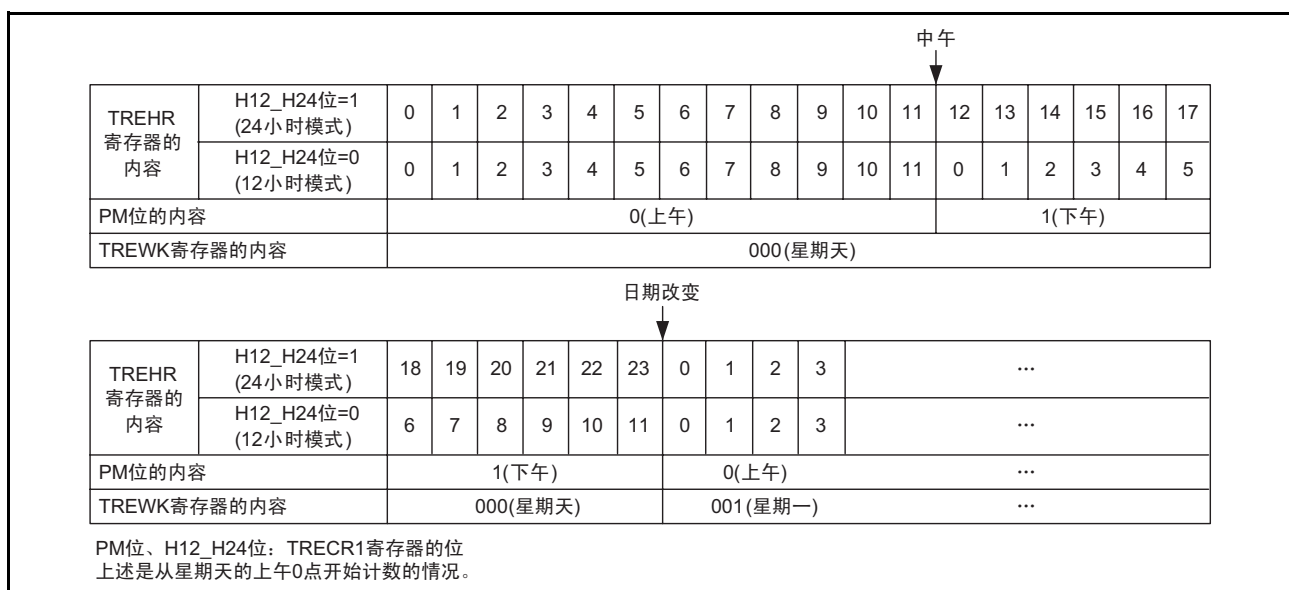 中午
TREHR
寄存器的
内容
H12_H24位=1
(24小时模式)
0 1 2 3 4 5 6 7 8 9 10 11 12 13 14 15 16 17
H12_H24位=0
(12小时模式)
0 1 2 3 4 5 6 7 8 9 10 11 0 1 2 3 4 5
PM位的内容 0(上午) 1(下午)
TREWK寄存器的内容 000(星期天)
日期改变
TREHR
寄存器的
内容
H12_H24位=1
(24小时模式)
18 19 20 21 22 23 0 1 2 3 …
H12_H24位=0
(12小时模式)
6 7 8 9 10 11 0 1 2 3 …
PM位的内容 1(下午) 0(上午) …
TREWK寄存器的内容 000(星期天) 001(星期一) …
PM位、H12_H24位：TRECR1寄存器的位
上述是从星期天的上午0点开始计数的情况。